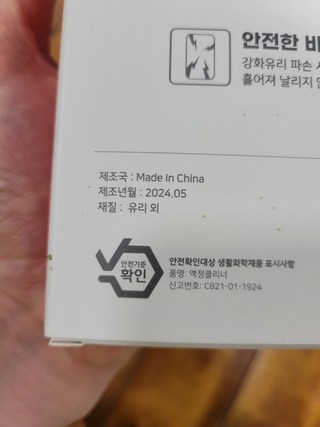 안전한
강화유리 파손
흩어져 날리지
제조국 : Made In China
제조년월 : 2024.05
재질 : 유리 외
안전기준
확인
안전확인대상 생활화학제품 표시사항
품명: 액정클리너
신고번호: CB21-01-1924